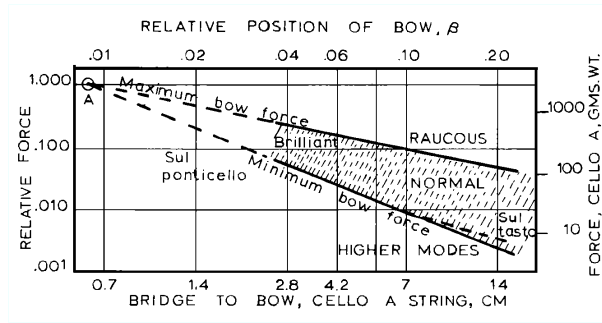 RELATIVE POSITION OF BOW, β
.01 .02 .04 .06 .10 .20
RELATIVE FORCE
1.000
.100
.010
.001
A
Maximum bow force
Brilliant
RAUCOUS
Sul
ponticello
Minimum bow force
NORMAL
Sul
tasto
HIGHER MODES
1000
100
10
FORCE, CELLO A, GMS. WT.
0.7 1.4 2.8 4.2 7 14
BRIDGE TO BOW, CELLO A STRING, CM